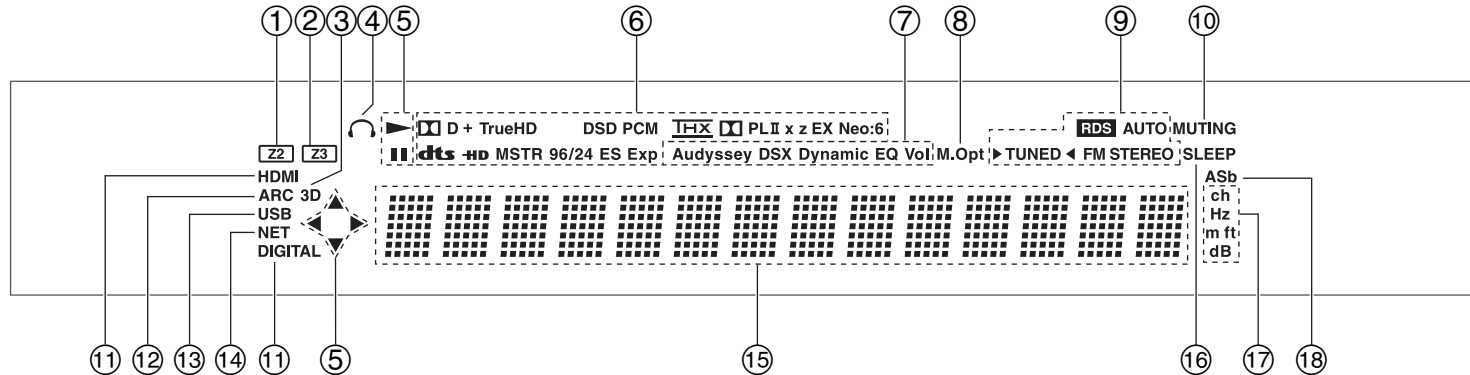 ① ② ③ ④ ⑤ ⑥ ⑦ ⑧ ⑨ ⑩
D + TrueHD DSD PCM THX PLII x z EX Neo:6 RDS AUTO MUTING
Z2 Z3 dts -HD MSTR 96/24 ES Exp Audyssey DSX Dynamic EQ Vol M.Opt TUNED FM STEREO SLEEP
HDMI ASb
ARC 3D ch
USB Hz
NET m ft
DIGITAL dB
⑪ ⑫ ⑬ ⑭ ⑪ ⑤ ⑮ ⑯ ⑰ ⑱